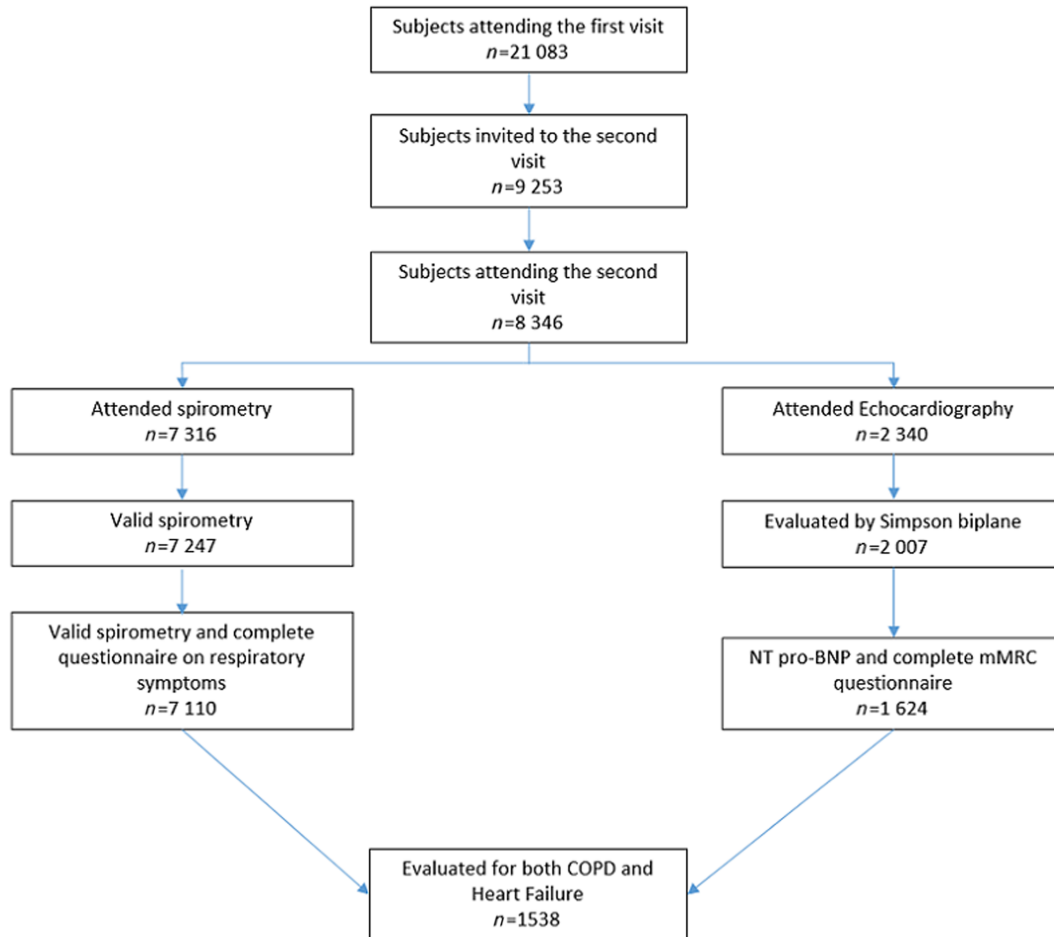 Subjects attending the first visit
n=21 083
Subjects invited to the second
visit
n=9 253
Subjects attending the second
visit
n=8 346
Attended spirometry
n=7 316
Attended Echocardiography
n=2 340
Valid spirometry
n=7 247
Evaluated by Simpson biplane
n=2 007
Valid spirometry and complete
questionnaire on respiratory
symptoms
n=7 110
NT pro-BNP and complete mMRC
questionnaire
n=1 624
Evaluated for both COPD and
Heart Failure
n=1538